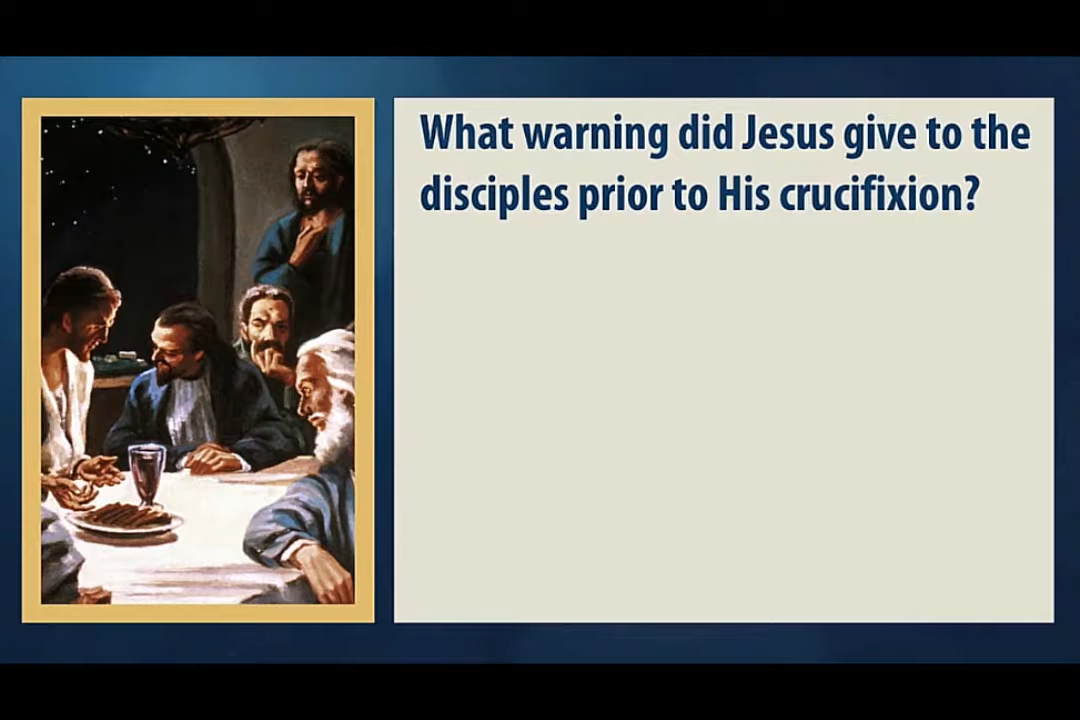 What warning did Jesus give to the
disciples prior to His crucifixion?